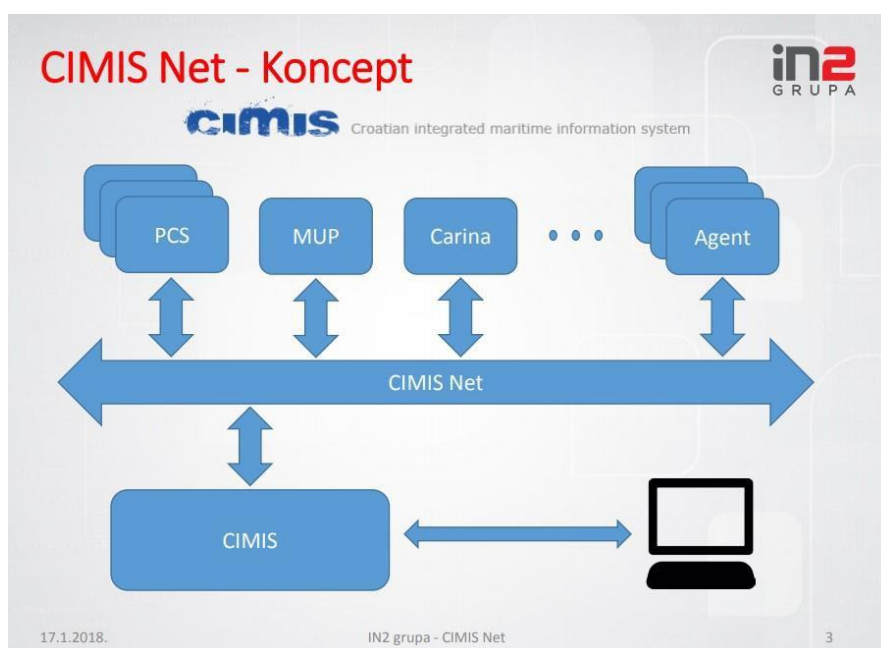 CIMIS Net - Koncept
in2
GRUPA
cimis Croatian integrated maritime information system
PCS
MUP
Carina
Agent
CIMIS Net
CIMIS
17.1.2018.
IN2 grupa - CIMIS Net
3